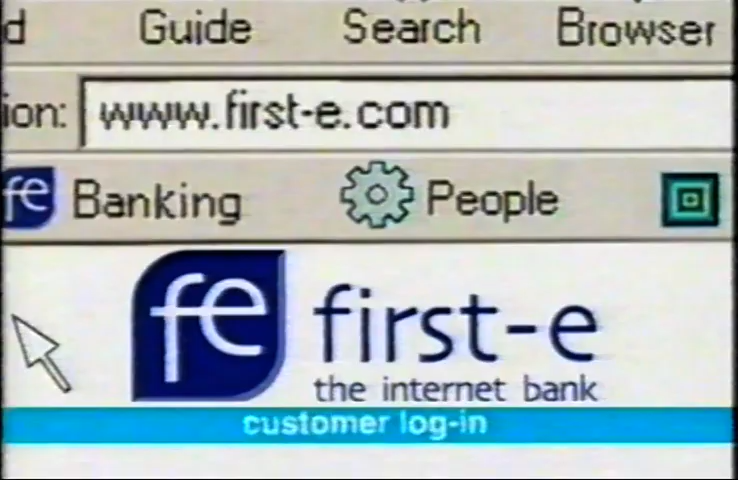 d Guide Search Browser
ion: www.first-e.com
fe Banking People
fe first-e
the internet bank
customer log-in